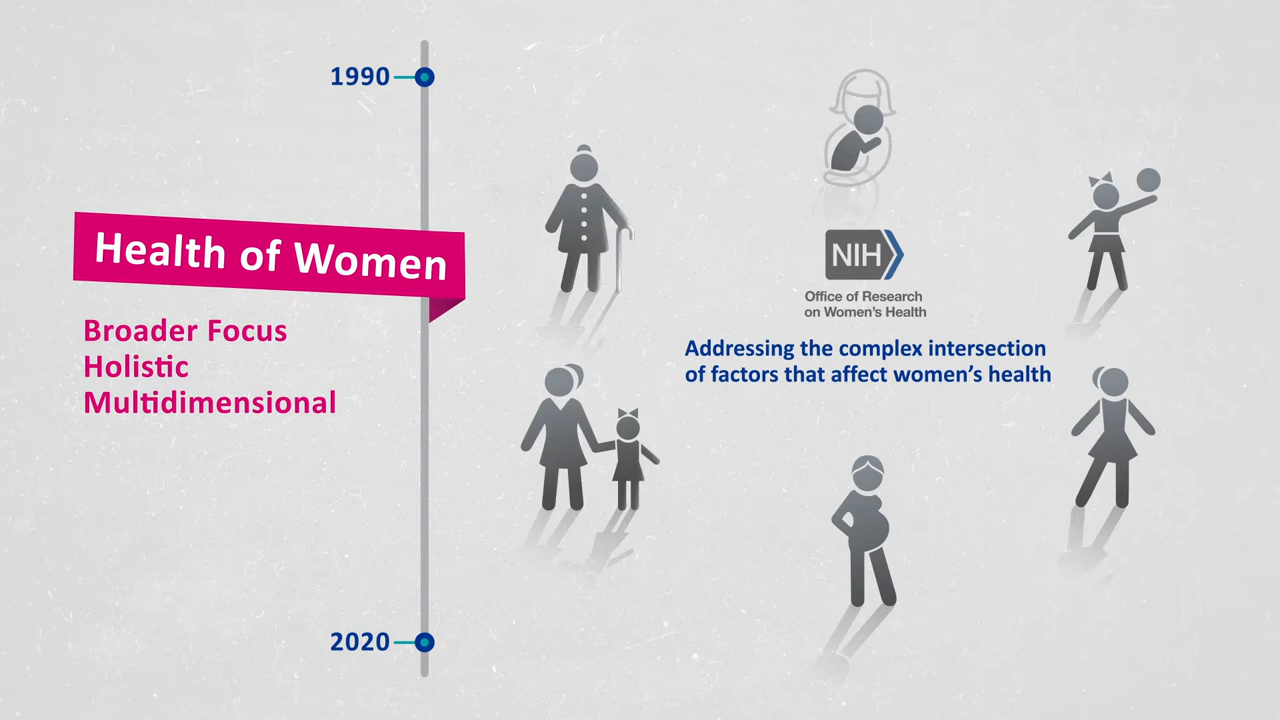 1990
Health of Women
Broader Focus
Holistic
Multidimensional
2020
NIH
Office of Research
on Women's Health
Addressing the complex intersection
of factors that affect women's health